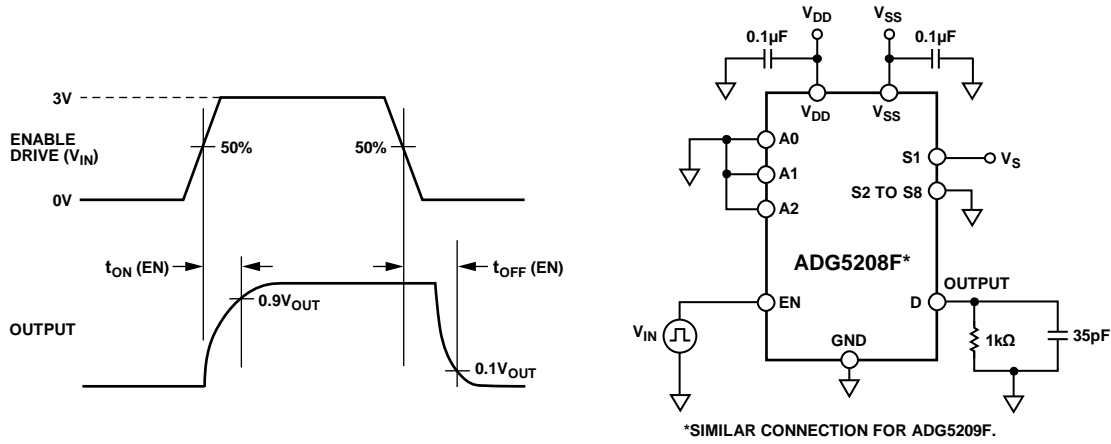 3V
ENABLE
DRIVE (VIN)
50%
50%
0V
tON (EN)
tOFF (EN)
0.9VOUT
OUTPUT
0.1VOUT
VDD
VSS
0.1µF
0.1µF
VDD
VSS
A0
A1
A2
S1
VS
S2 TO S8
ADG5208F*
OUTPUT
EN
D
VIN
GND
1kΩ
35pF
*SIMILAR CONNECTION FOR ADG5209F.